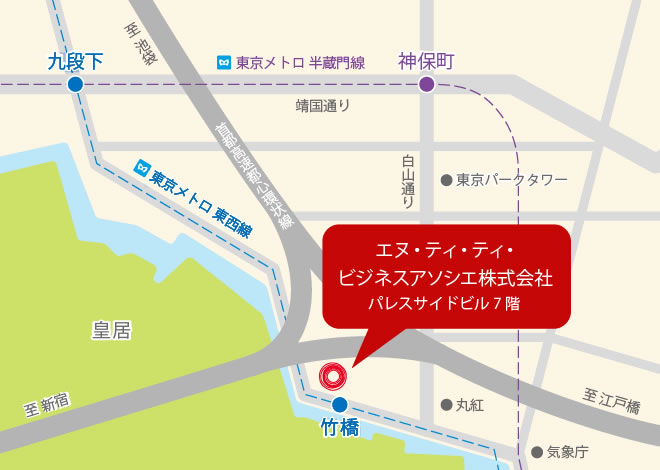 至 池袋
九段下
東京メトロ 半蔵門線
神保町
靖国通り
首都高速都心環状線
白山通り
東京メトロ 東西線
東京パークタワー
エヌ・ティ・ティ・
ビジネスアソシエ株式会社
パレスサイドビル 7 階
皇居
至 新宿
竹橋
丸紅
至 江戸橋
気象庁